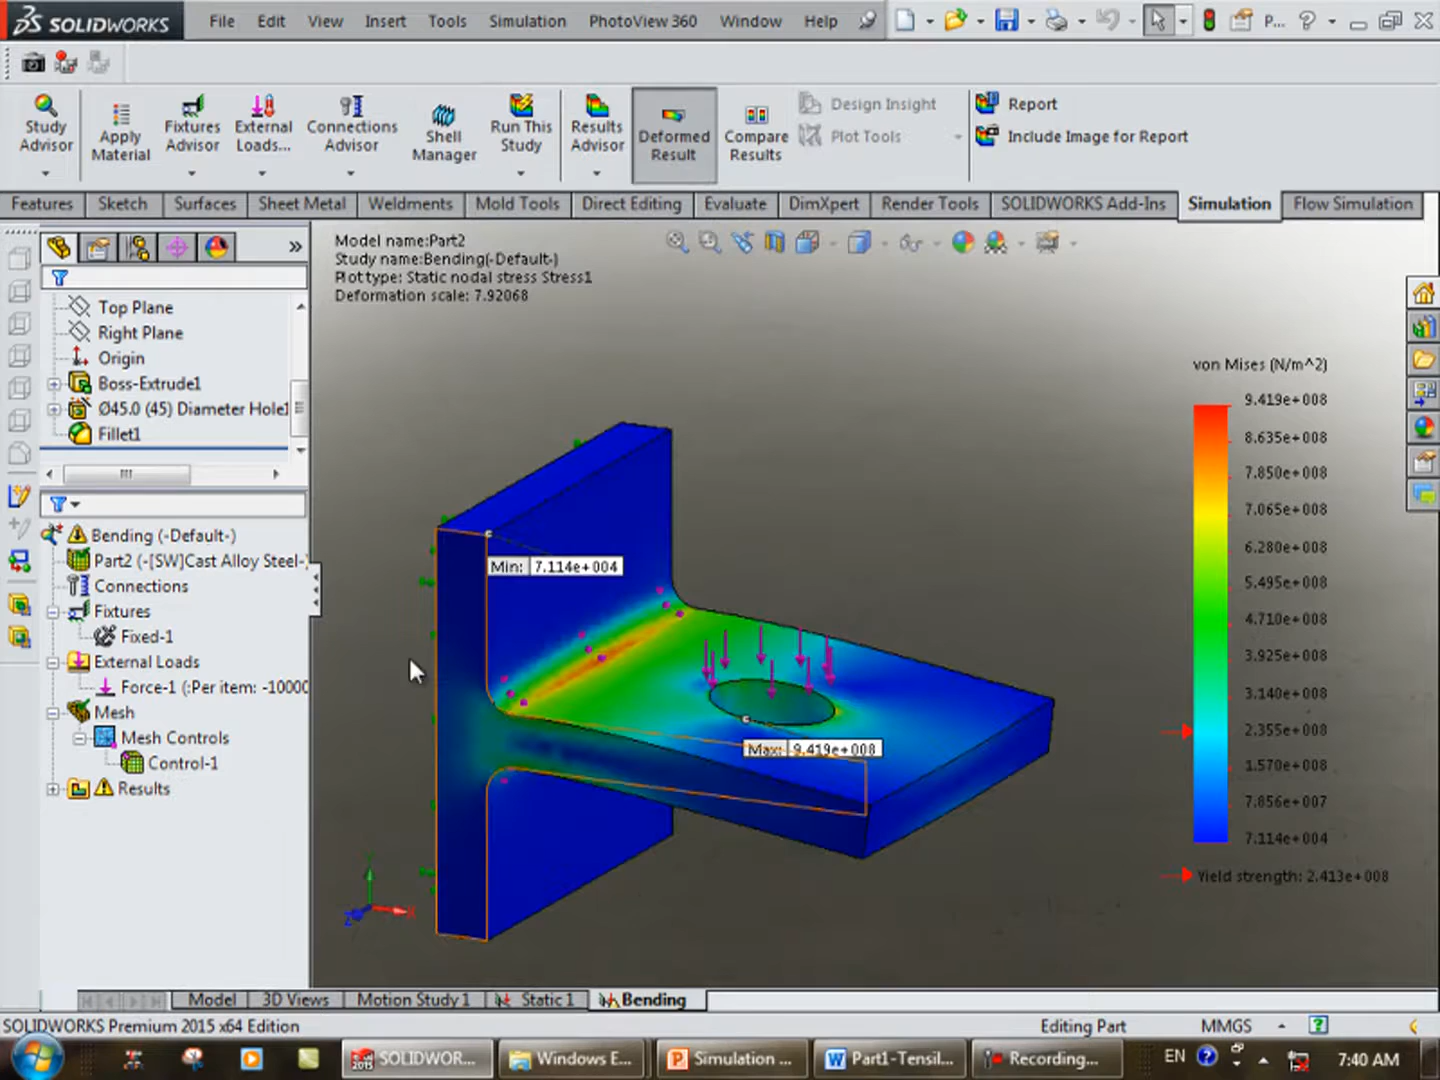 SOLIDWORKS File Edit View Insert Tools Simulation PhotoView 360 Window Help P...
Study Advisor
Apply Material
Fixtures Advisor
External Loads...
Connections Advisor
Shell Manager
Run This Study
Results Advisor
Deformed Result
Compare Results
Design Insight
Plot Tools
Report
Include Image for Report
Features Sketch Surfaces Sheet Metal Weldments Mold Tools Direct Editing Evaluate DimXpert Render Tools SOLIDWORKS Add-Ins Simulation Flow Simulation
Top Plane
Right Plane
Origin
Boss-Extrude1
Ø45.0 (45) Diameter Hole1
Fillet1
Bending (-Default-)
Part2 (-[SW]Cast Alloy Steel-)
Connections
Fixtures
Fixed-1
External Loads
Force-1 (:Per item: -10000
Mesh
Mesh Controls
Control-1
Results
Model name:Part2
Study name:Bending(-Default-)
Plot type: Static nodal stress Stress1
Deformation scale: 7.92068
Min: 7.114e+004
Max: 9.419e+008
Y
X
Z
von Mises (N/m^2)
9.419e+008
8.635e+008
7.850e+008
7.065e+008
6.280e+008
5.495e+008
4.710e+008
3.925e+008
3.140e+008
2.355e+008
1.570e+008
7.856e+007
7.114e+004
Yield strength: 2.413e+008
Model 3D Views Motion Study 1 Static 1 Bending
SOLIDWORKS Premium 2015 x64 Edition Editing Part MMGS
SOLIDWOR... Windows E... Simulation ... Part1-Tensil... Recording... EN 7:40 AM